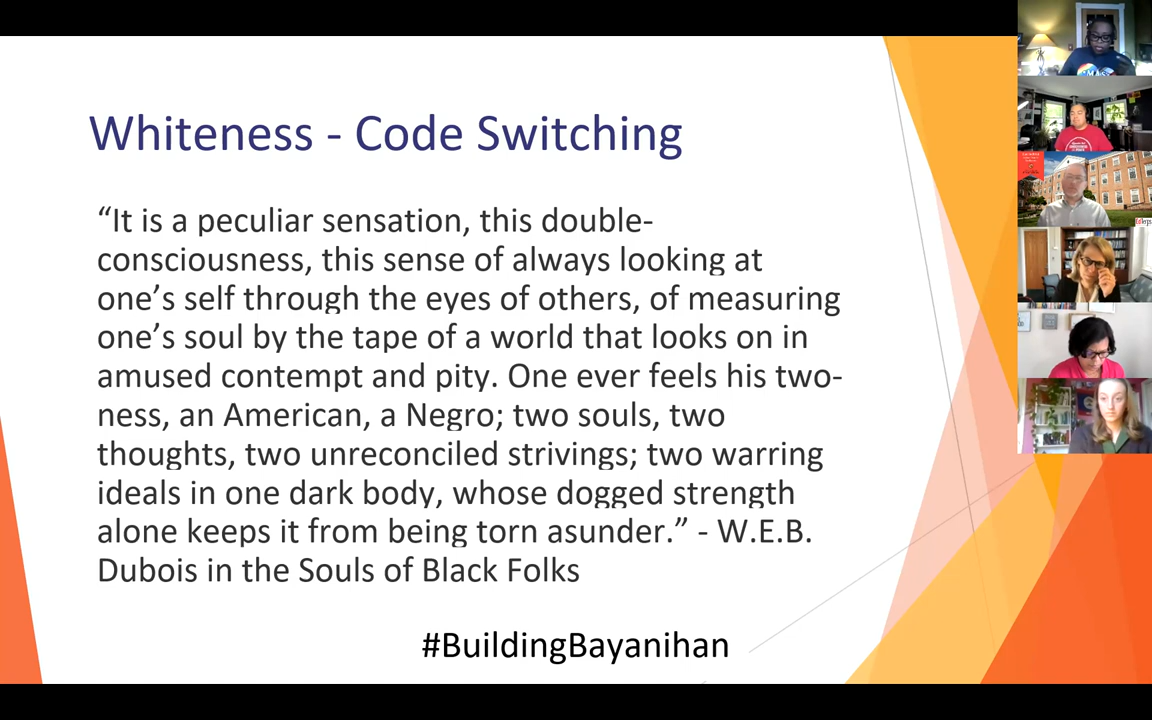 Whiteness - Code Switching
“It is a peculiar sensation, this double-
consciousness, this sense of always looking at
one’s self through the eyes of others, of measuring
one’s soul by the tape of a world that looks on in
amused contempt and pity. One ever feels his two-
ness, an American, a Negro; two souls, two
thoughts, two unreconciled strivings; two warring
ideals in one dark body, whose dogged strength
alone keeps it from being torn asunder.” - W.E.B.
Dubois in the Souls of Black Folks
#BuildingBayanihan